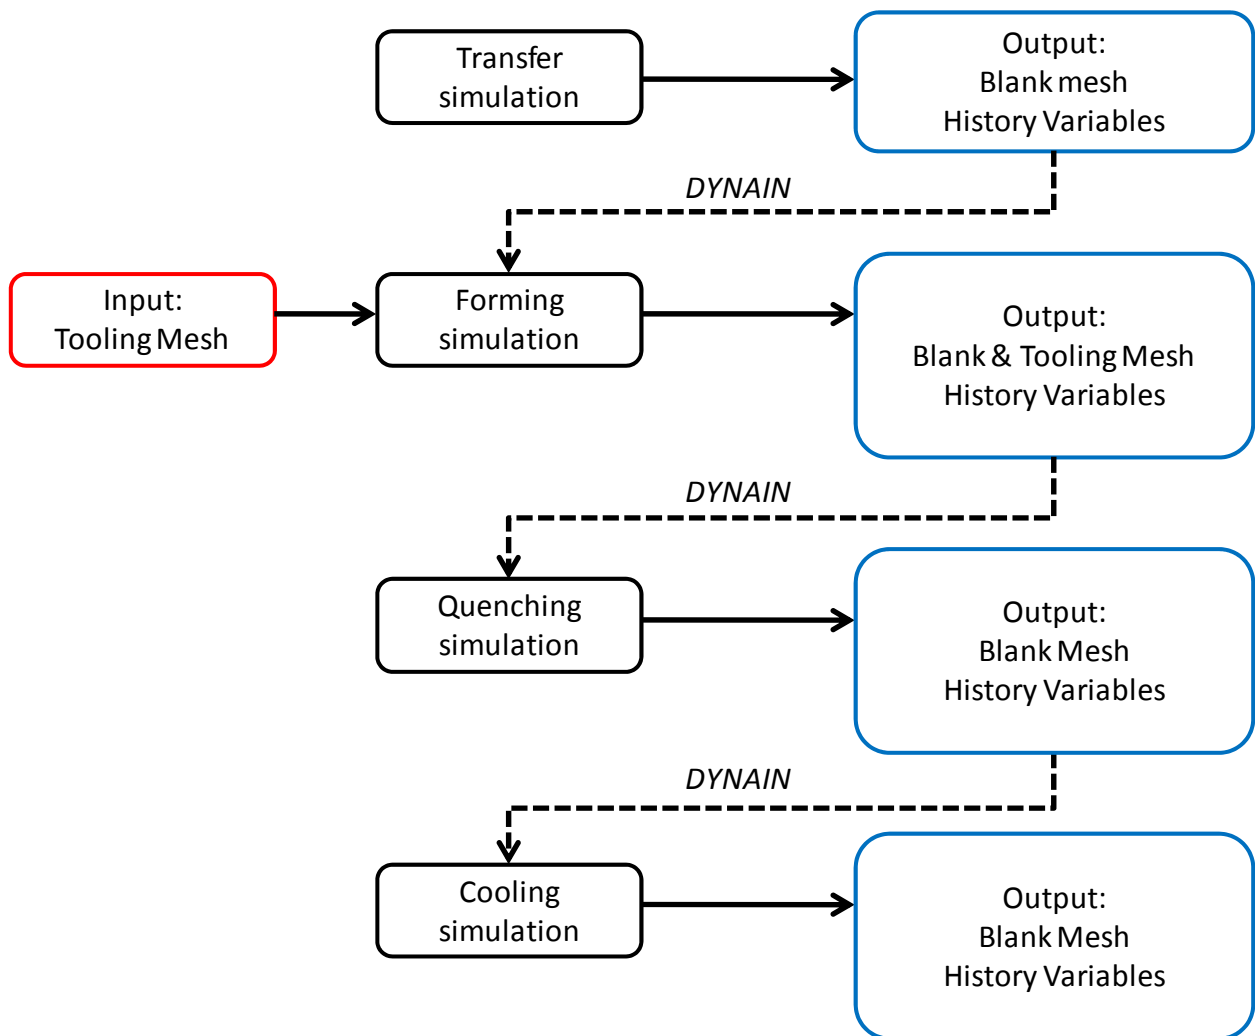 Transfer
simulation
Output:
Blank mesh
History Variables
DYNAIN
Input:
Tooling Mesh
Forming
simulation
Output:
Blank & Tooling Mesh
History Variables
DYNAIN
Quenching
simulation
Output:
Blank Mesh
History Variables
DYNAIN
Cooling
simulation
Output:
Blank Mesh
History Variables